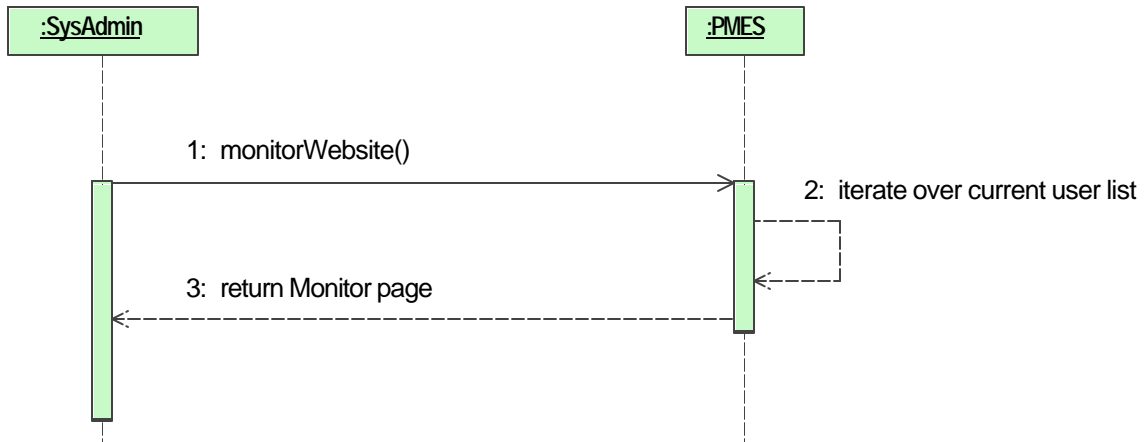 :SysAdmin
:PMES
1: monitorWebsite()
2: iterate over current user list
3: return Monitor page